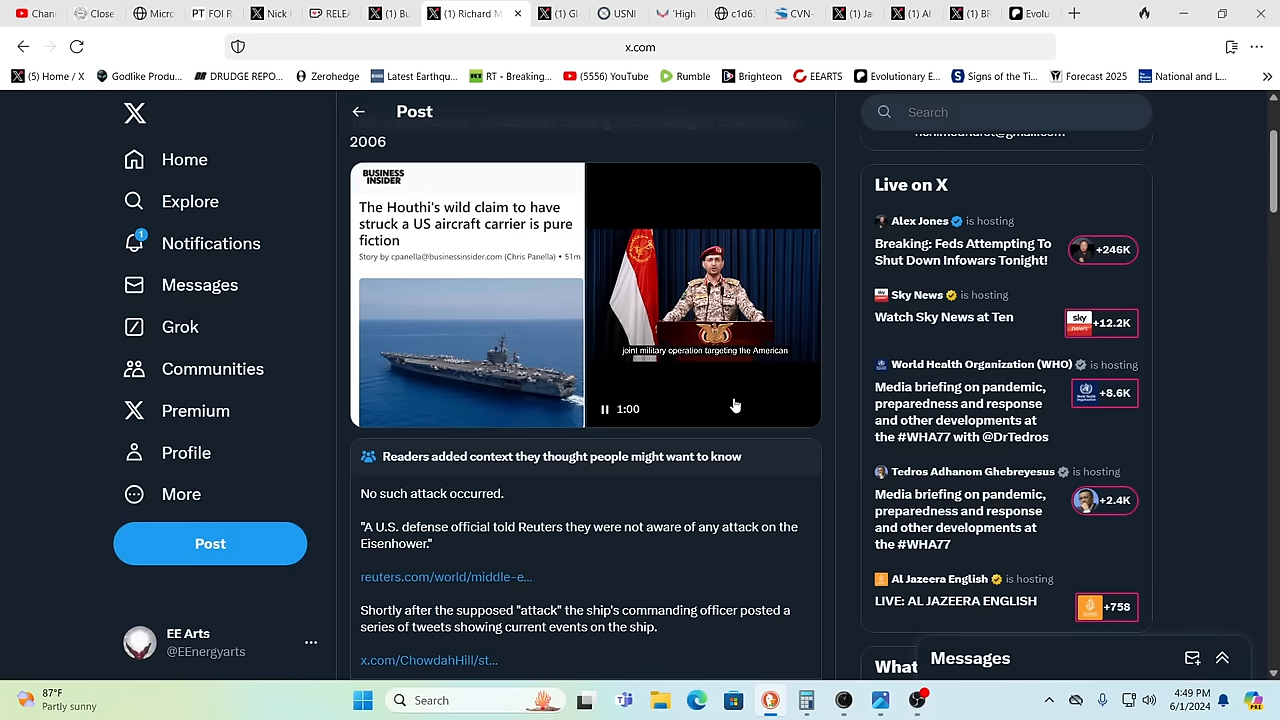 Chan
Closed
Micro
FOI R
Nick
RELEA
(1) Bu
(1) Richard M
(1) Gl
USNI
'High
c1d6
CVN-
(1) Ja
(1) Al
(1) BR
Evolu
x.com
(5) Home / X
Godlike Produ...
DRUDGE REPO...
Zerohedge
Latest Earthqu...
RT - Breaking...
(5556) YouTube
Rumble
Brighteon
EEARTS
Evolutionary E...
Signs of the Ti...
Forecast 2025
National and L...
Home
Explore
1
Notifications
Messages
Grok
Communities
Premium
Profile
More
Post
EE Arts
@EEnergyarts
Post
2006
BUSINESS
INSIDER
The Houthi's wild claim to have
struck a US aircraft carrier is pure
fiction
Story by cpanella@businessinsider.com (Chris Panella) • 51m
joint military operation targeting the American
1:00
Readers added context they thought people might want to know
No such attack occurred.
"A U.S. defense official told Reuters they were not aware of any attack on the
Eisenhower."
reuters.com/world/middle-e...
Shortly after the supposed "attack" the ship's commanding officer posted a
series of tweets showing current events on the ship.
x.com/ChowdahHill/st...
Search
Live on X
Alex Jones is hosting
Breaking: Feds Attempting To
Shut Down Infowars Tonight!
+246K
Sky News is hosting
Watch Sky News at Ten
sky
news
+12.2K
World Health Organization (WHO) is hosting
Media briefing on pandemic,
preparedness and response
and other developments at
the #WHA77 with @DrTedros
+8.6K
Tedros Adhanom Ghebreyesus is hosting
Media briefing on pandemic,
preparedness and response
and other developments at
the #WHA77
+2.4K
Al Jazeera English is hosting
LIVE: AL JAZEERA ENGLISH
+758
What
Messages
87°F
Partly sunny
Search
4:49 PM
6/1/2024
PRE